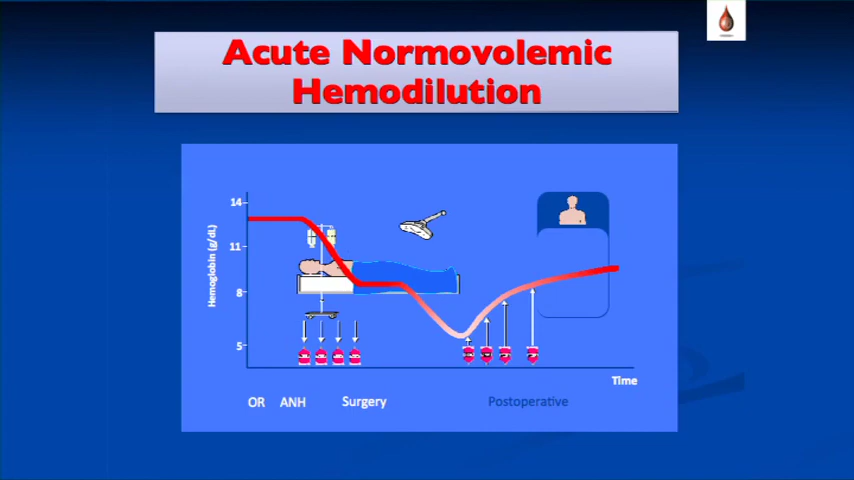 Acute Normovolemic
Hemodilution
14
11
8
5
Hemoglobin (g/dL)
Time
OR ANH Surgery Postoperative